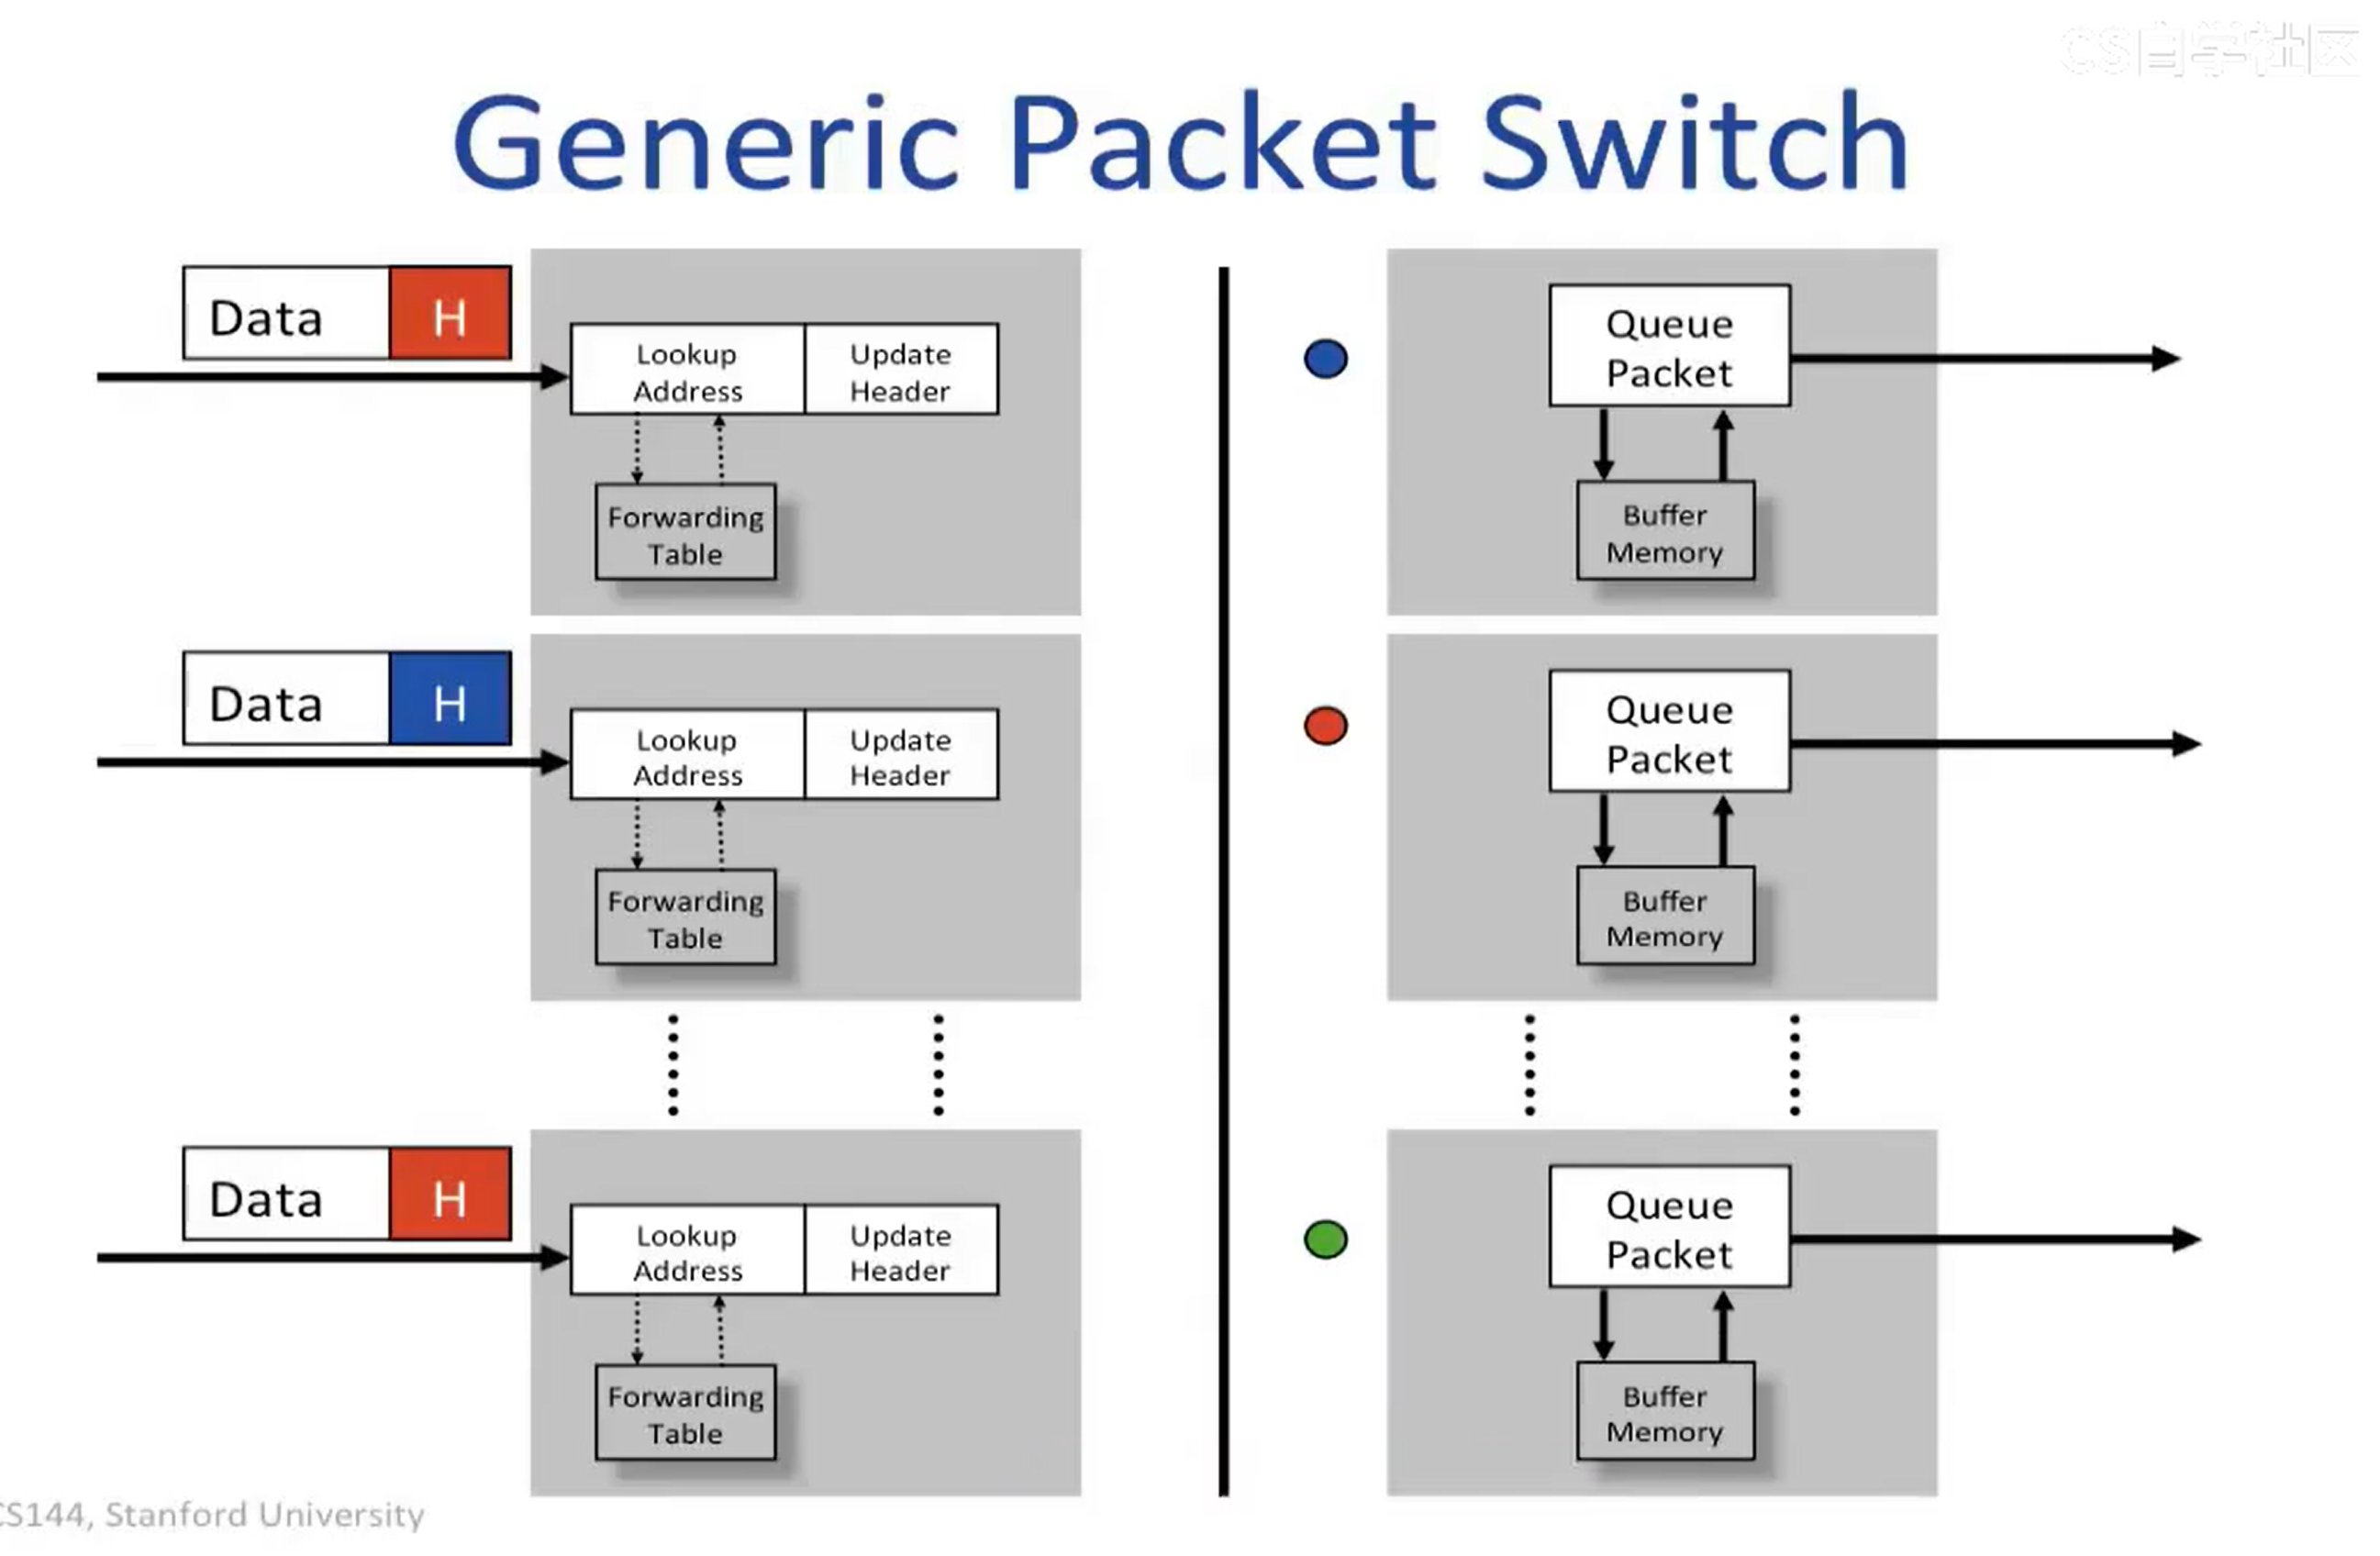 CS自学社区
Generic Packet Switch
Data H
Lookup Address
Update Header
Forwarding Table
Queue Packet
Buffer Memory
Data H
Lookup Address
Update Header
Forwarding Table
Queue Packet
Buffer Memory
Data H
Lookup Address
Update Header
Forwarding Table
Queue Packet
Buffer Memory
CS144, Stanford University